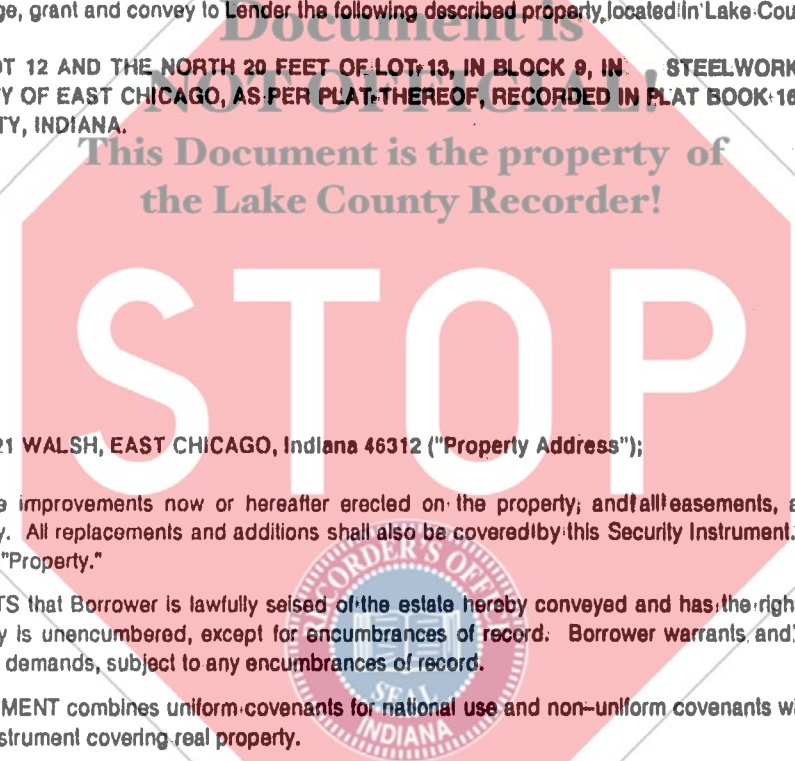 ge, grant and convey to Lender the following described property located in Lake Cou
Document is
OT 12 AND THE NORTH 20 FEET OF LOT 13, IN BLOCK 9, IN STEELWORK
NOT OFFICIAL!
Y OF EAST CHICAGO, AS PER PLAT THEREOF, RECORDED IN PLAT BOOK 16
TY, INDIANA.
This Document is the property of
the Lake County Recorder!
STOP
21 WALSH, EAST CHICAGO, Indiana 46312 ("Property Address");
e improvements now or hereafter erected on the property, and all easements, a
y. All replacements and additions shall also be covered by this Security Instrument.
"Property."
RECORDER'S OFFICE
TS that Borrower is lawfully seised of the estate hereby conveyed and has the righ
y is unencumbered, except for encumbrances of record. Borrower warrants and
demands, subject to any encumbrances of record.
SEAL
MENT combines uniform covenants for national use and non-uniform covenants wi
INDIANA
strument covering real property.